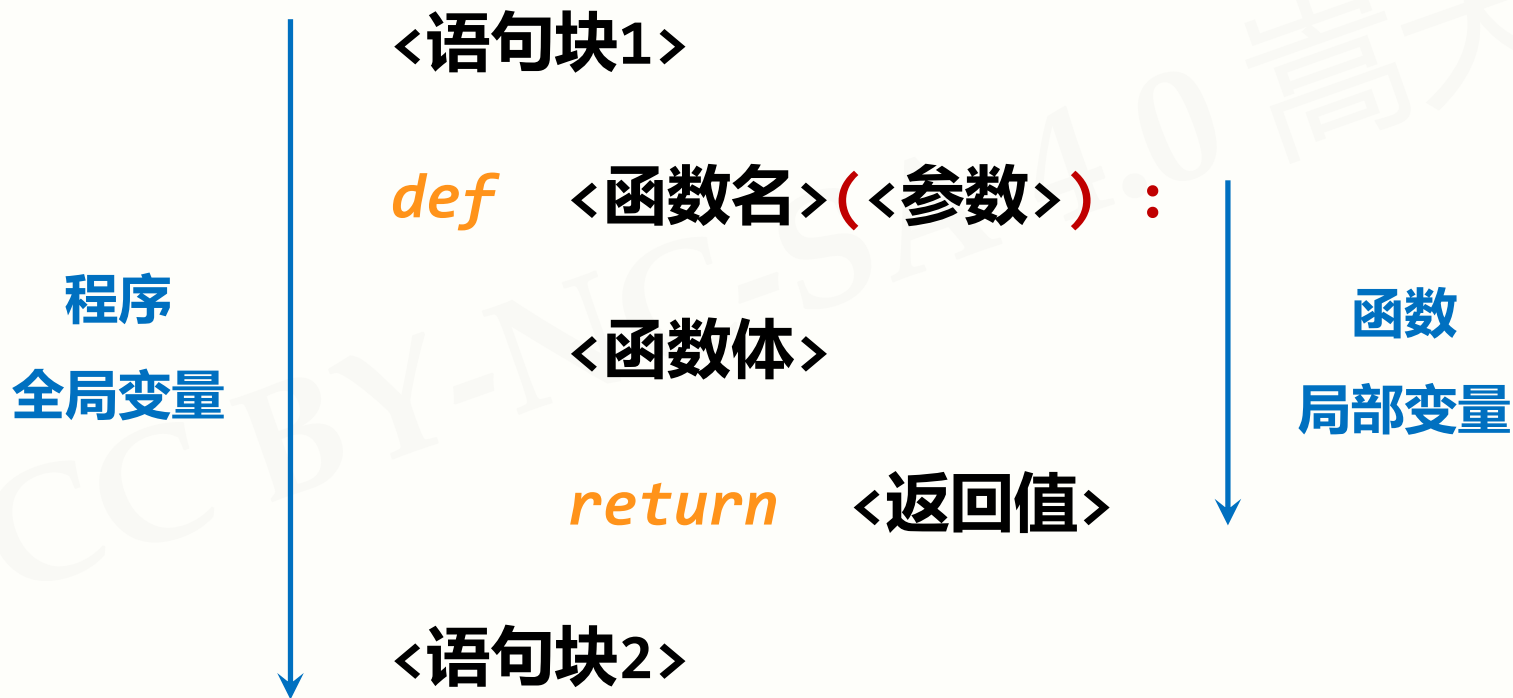 <语句块1>
def <函数名>(<参数>) :
程序
全局变量
<函数体>
函数
局部变量
return <返回值>
<语句块2>
CC BY-NC-SA 4.0 嵩天